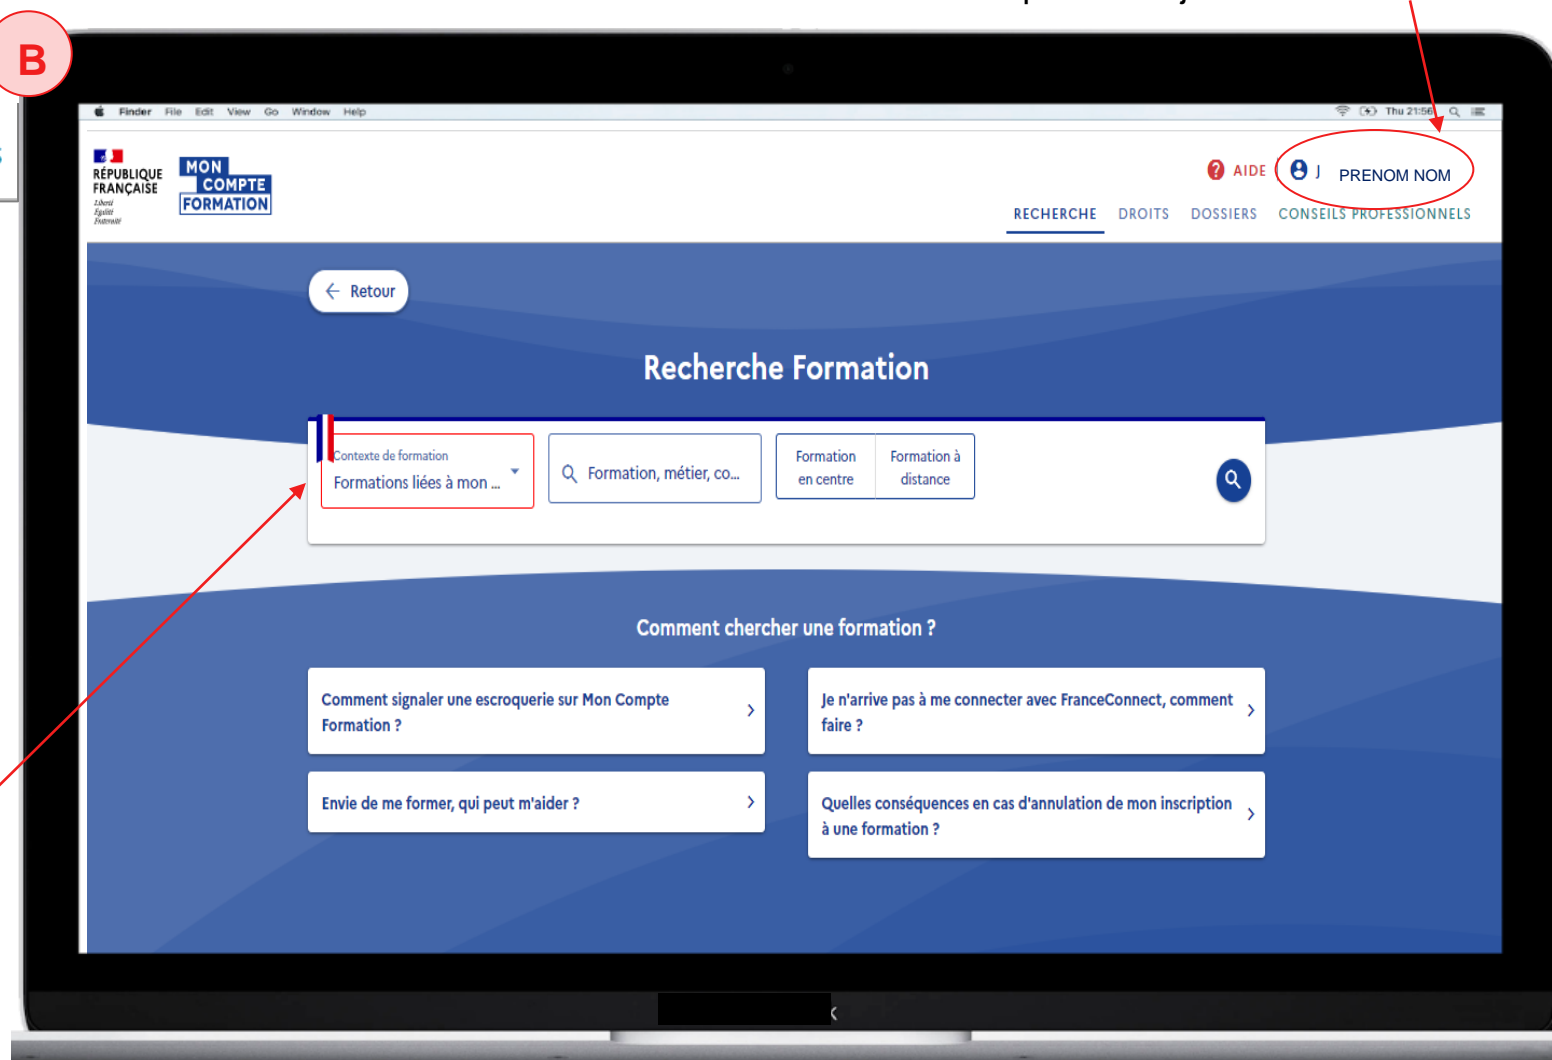 B
Finder File Edit View Go Window Help
Thu 21:56
RÉPUBLIQUE
FRANÇAISE
Liberté
Égalité
Fraternité
MON
COMPTE
FORMATION
? AIDE
J PRENOM NOM
RECHERCHE DROITS DOSSIERS CONSEILS PROFESSIONNELS
← Retour
Recherche Formation
Contexte de formation
Formations liées à mon ...
Formation, métier, co...
Formation
en centre
Formation à
distance
Comment chercher une formation ?
Comment signaler une escroquerie sur Mon Compte
Formation ?
Je n'arrive pas à me connecter avec FranceConnect, comment
faire ?
Envie de me former, qui peut m'aider ?
Quelles conséquences en cas d'annulation de mon inscription
à une formation ?